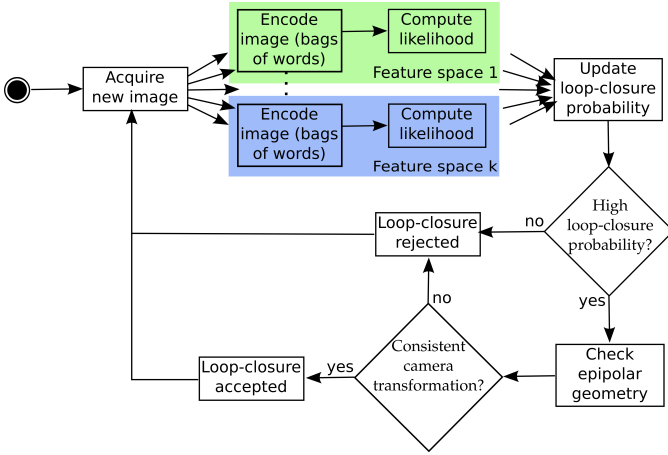 Acquire
new image
Encode
image (bags
of words)
Compute
likelihood
Feature space 1
Encode
image (bags
of words)
Compute
likelihood
Feature space k
Update
loop-closure
probability
High
loop-closure
probability?
no
yes
Loop-closure
rejected
Check
epipolar
geometry
Consistent
camera
transformation?
no
yes
Loop-closure
accepted